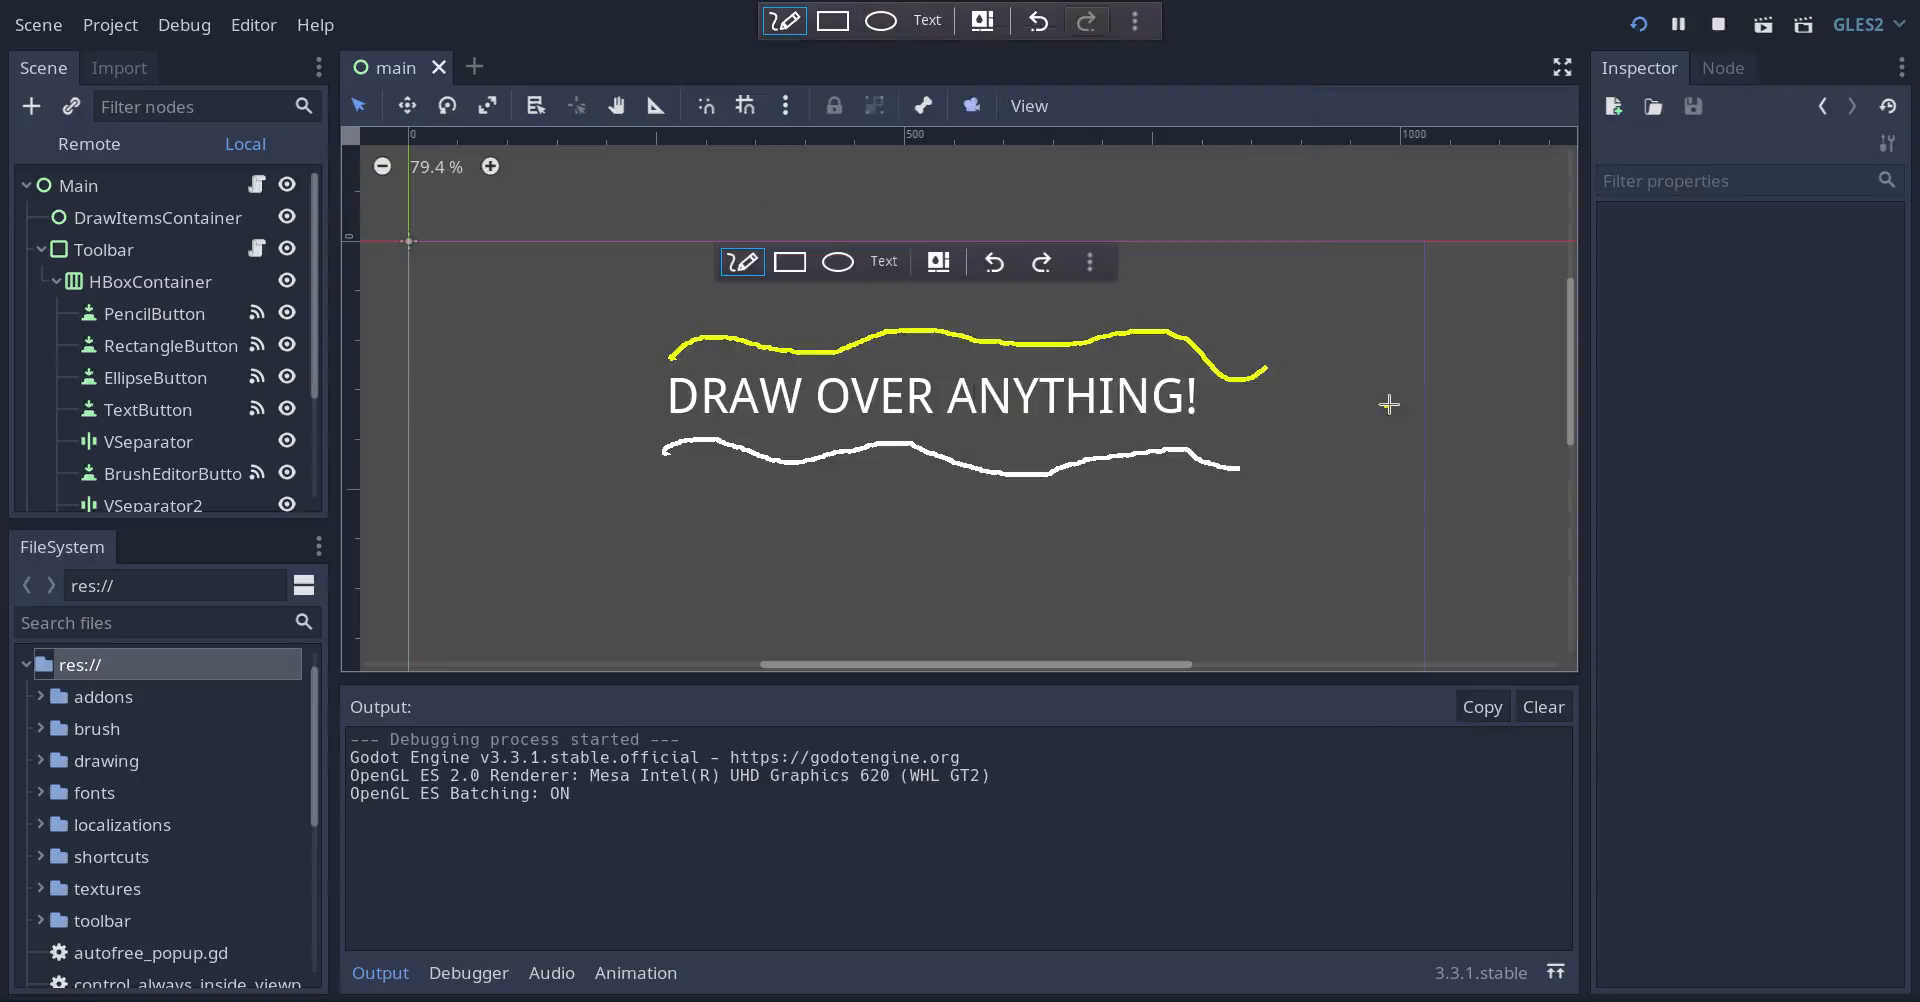 Scene Project Debug Editor Help
Text
GLES2
Scene Import
Filter nodes
Remote Local
Main
DrawItemsContainer
Toolbar
HBoxContainer
PencilButton
RectangleButton
EllipseButton
TextButton
VSeparator
BrushEditorButto
VSeparator2
FileSystem
res://
Search files
res://
addons
brush
drawing
fonts
localizations
shortcuts
textures
toolbar
autofree_popup.gd
control_always_inside_viewp
main
View
0 500 1000
0
79.4 %
Text
DRAW OVER ANYTHING!
Output:
Copy Clear
--- Debugging process started ---
Godot Engine v3.3.1.stable.official - https://godotengine.org
OpenGL ES 2.0 Renderer: Mesa Intel(R) UHD Graphics 620 (WHL GT2)
OpenGL ES Batching: ON
Output Debugger Audio Animation
3.3.1.stable
Inspector Node
Filter properties